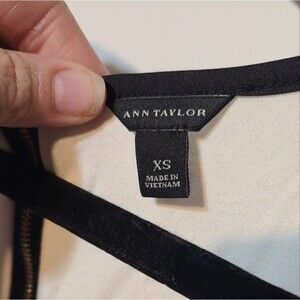 ANN TAYLOR
XS
MADE IN
VIETNAM